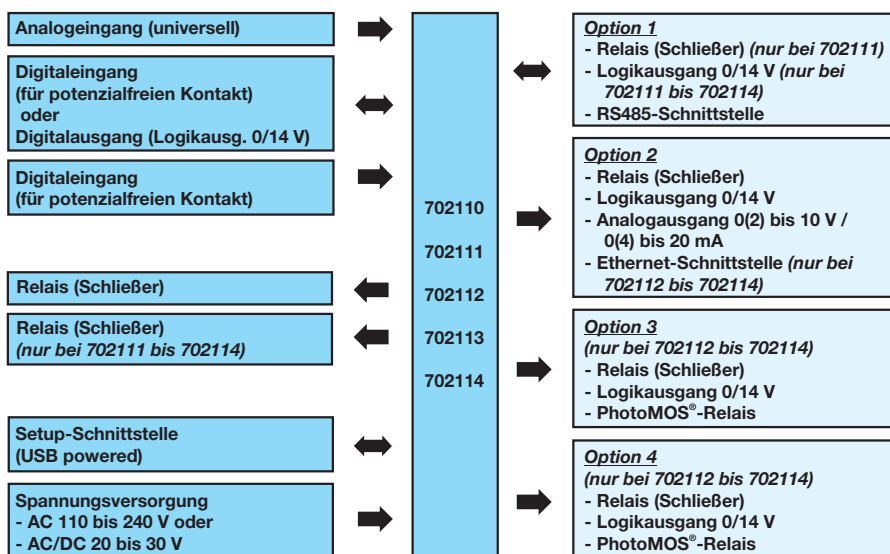 Analogeingang (universell)
Digitaleingang
(für potenzialfreien Kontakt)
oder
Digitalausgang (Logikausg. 0/14 V)
Digitaleingang
(für potenzialfreien Kontakt)
Relais (Schließer)
Relais (Schließer)
(nur bei 702111 bis 702114)
Setup-Schnittstelle
(USB powered)
Spannungsversorgung
- AC 110 bis 240 V oder
- AC/DC 20 bis 30 V
702110
702111
702112
702113
702114
Option 1
- Relais (Schließer) (nur bei 702111)
- Logikausgang 0/14 V (nur bei
702111 bis 702114)
- RS485-Schnittstelle
Option 2
- Relais (Schließer)
- Logikausgang 0/14 V
- Analogausgang 0(2) bis 10 V /
0(4) bis 20 mA
- Ethernet-Schnittstelle (nur bei
702112 bis 702114)
Option 3
(nur bei 702112 bis 702114)
- Relais (Schließer)
- Logikausgang 0/14 V
- PhotoMOS®-Relais
Option 4
(nur bei 702112 bis 702114)
- Relais (Schließer)
- Logikausgang 0/14 V
- PhotoMOS®-Relais